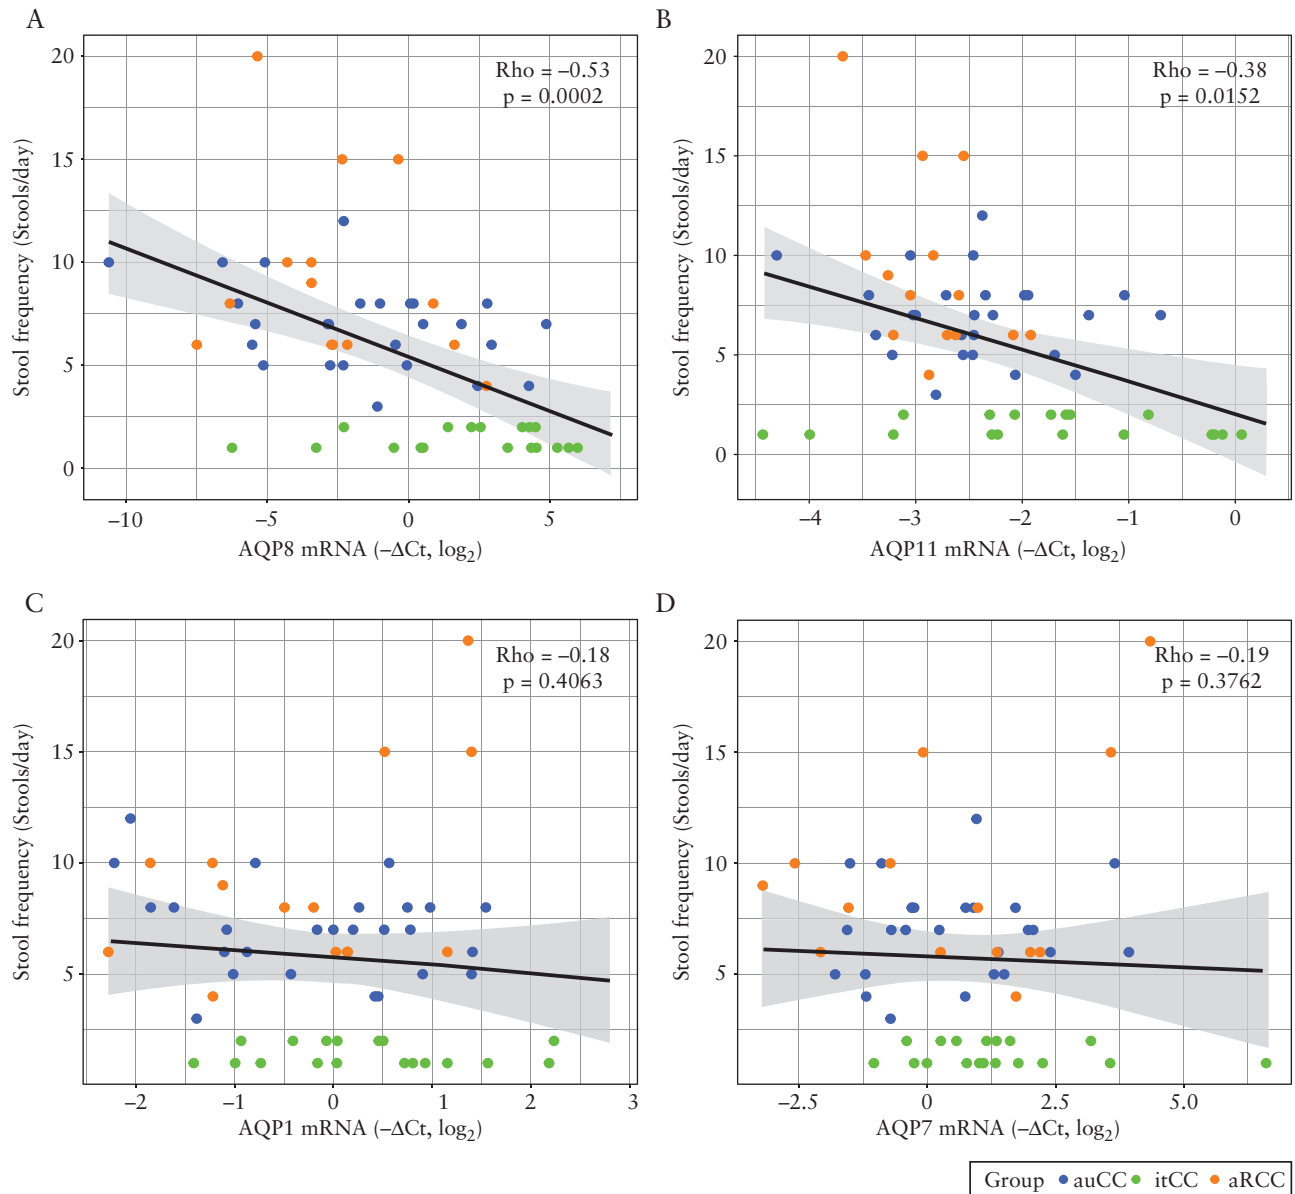 A
Rho = –0.53
p = 0.0002
Stool frequency (Stools/day)
20
15
10
5
0
–10
–5
0
5
AQP8 mRNA (–ΔCt, log2)
B
Rho = –0.38
p = 0.0152
Stool frequency (Stools/day)
20
15
10
5
0
–4
–3
–2
–1
0
AQP11 mRNA (–ΔCt, log2)
C
Rho = –0.18
p = 0.4063
Stool frequency (Stools/day)
20
15
10
5
–2
–1
0
1
2
3
AQP1 mRNA (–ΔCt, log2)
D
Rho = –0.19
p = 0.3762
Stool frequency (Stools/day)
20
15
10
5
–2.5
0
2.5
5.0
AQP7 mRNA (–ΔCt, log2)
Group auCC itCC aRCC